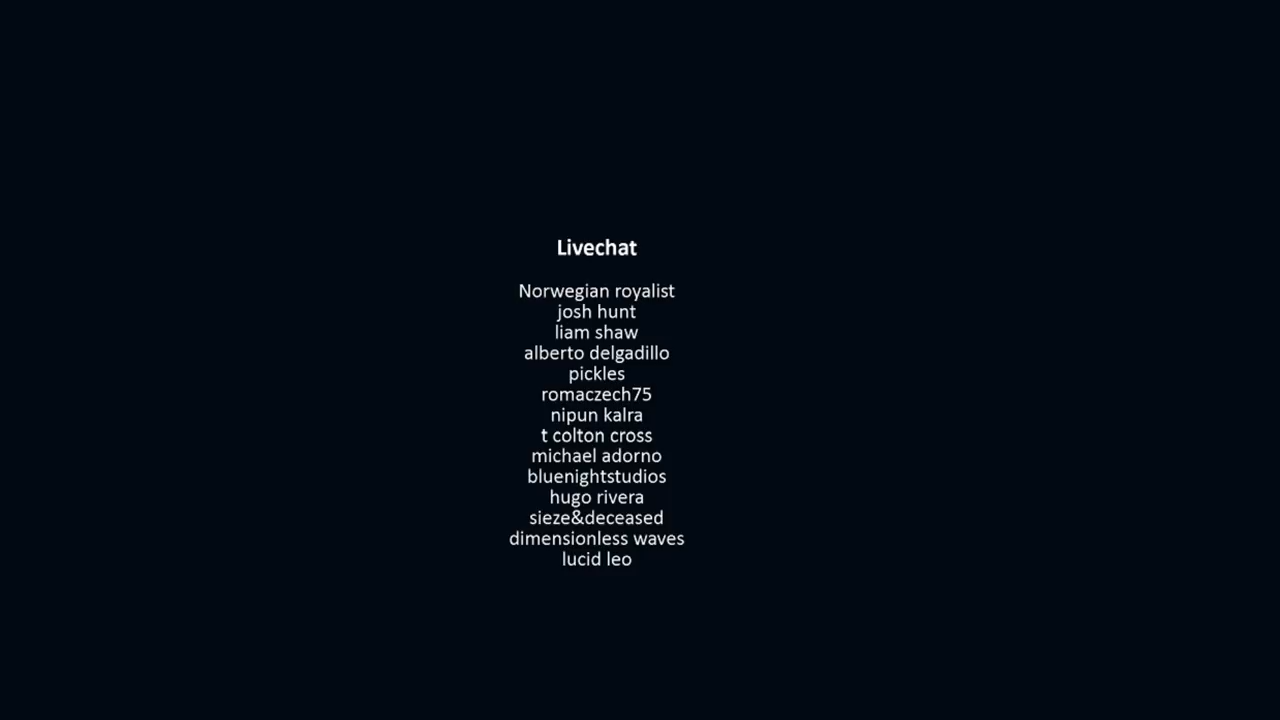 Livechat
Norwegian royalist
josh hunt
liam shaw
alberto delgadillo
pickles
romaczech75
nipun kalra
t colton cross
michael adorno
bluenightstudios
hugo rivera
sieze&deceased
dimensionless waves
lucid leo